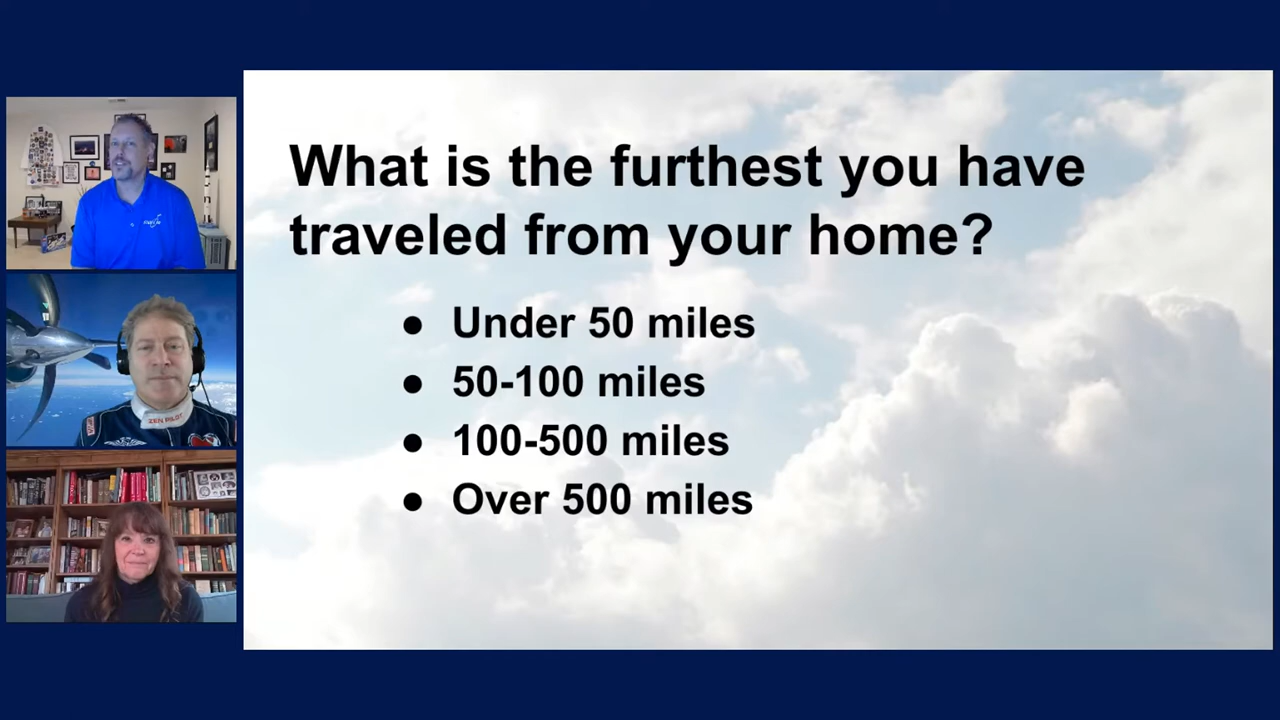 What is the furthest you have
traveled from your home?
● Under 50 miles
● 50-100 miles
● 100-500 miles
● Over 500 miles
ZEN PILOT